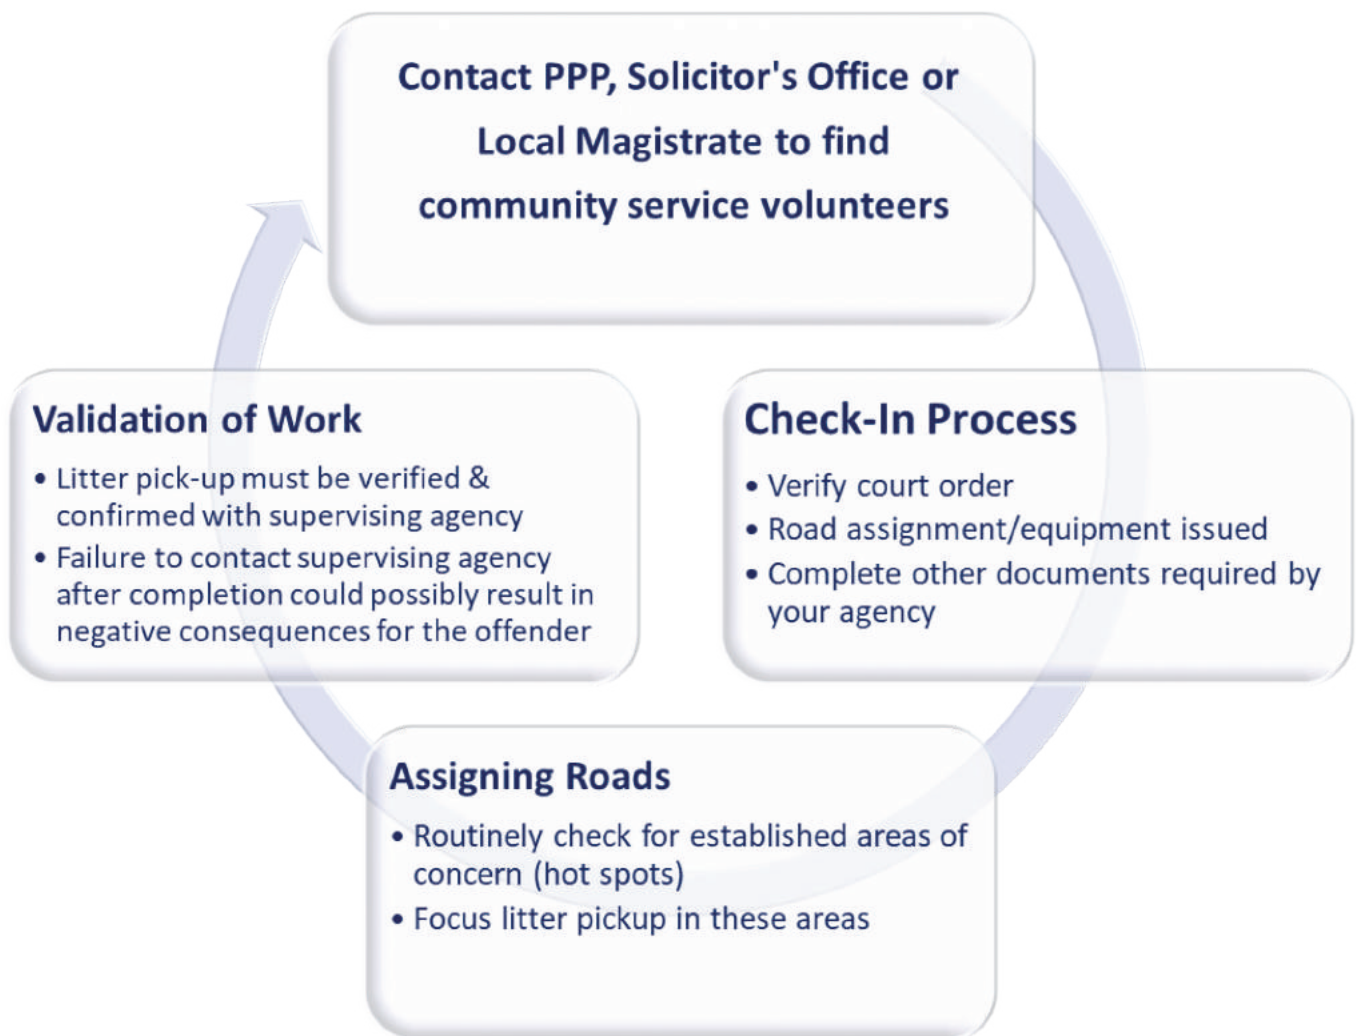 Contact PPP, Solicitor's Office or
Local Magistrate to find
community service volunteers
Check-In Process
• Verify court order
• Road assignment/equipment issued
• Complete other documents required by
your agency
Assigning Roads
• Routinely check for established areas of
concern (hot spots)
• Focus litter pickup in these areas
Validation of Work
• Litter pick-up must be verified &
confirmed with supervising agency
• Failure to contact supervising agency
after completion could possibly result in
negative consequences for the offender